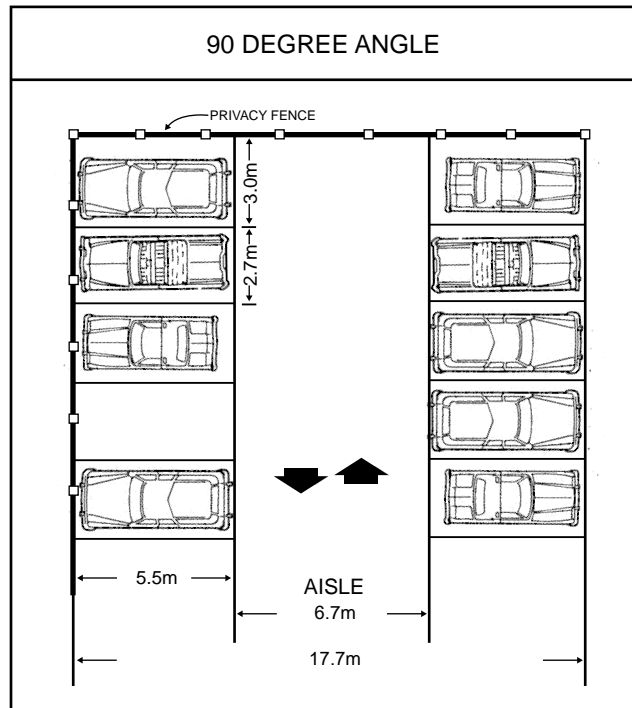 90 DEGREE ANGLE
PRIVACY FENCE
3.0m
2.7m
5.5m
AISLE
6.7m
17.7m